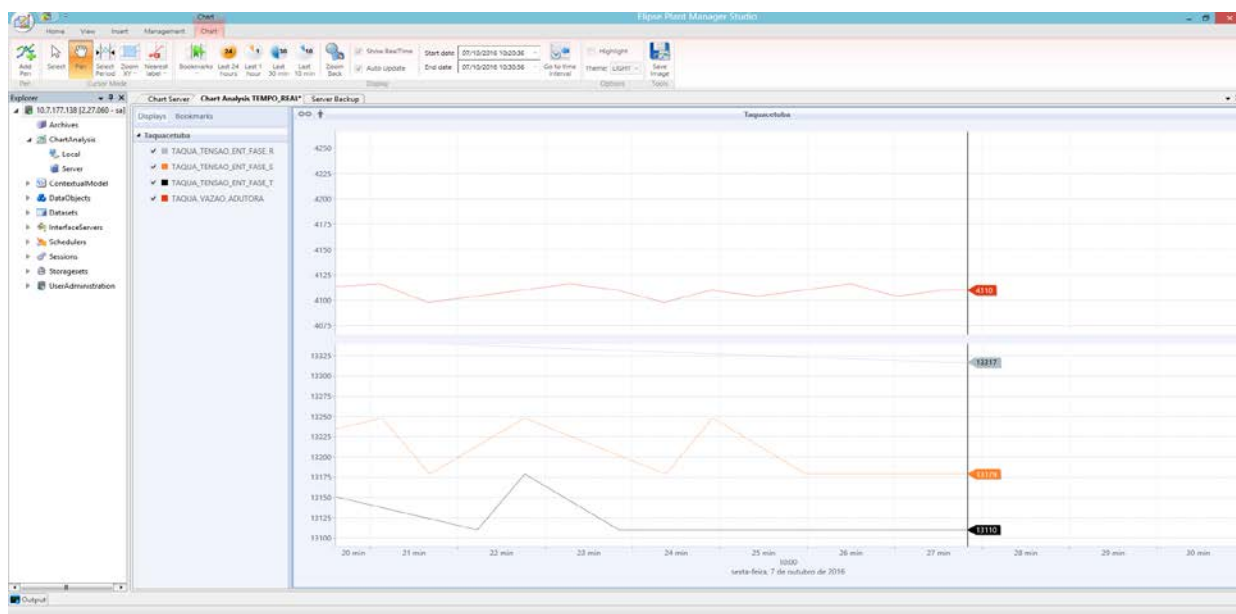 Chart
Elipse Plant Manager Studio
Home View Insert Management Chart
Add Pen
Select
Pan
Select Period
Zoom XY
Nearest label
Bookmarks
24 Last 24 hours
1 Last 1 hour
30 Last 30 min
10 Last 10 min
Zoom Back
Show RealTime
Auto Update
Start date 07/10/2016 10:20:36
End date 07/10/2016 10:30:36
Go to time interval
Highlight
Theme: LIGHT
Save Image
Pen Cursor Mode Display Options Tools
Explorer
Chart Server Chart Analysis TEMPO_REAL* Server Backup
10.7.177.138 [2.27.060 - sa]
Archives
ChartAnalysis
Local
Server
ContextualModel
DataObjects
Datasets
InterfaceServers
Schedulers
Sessions
Storagesets
UserAdministration
Displays Bookmarks
Taquacetuba
TAQUA_TENSAO_ENT_FASE_R
TAQUA_TENSAO_ENT_FASE_S
TAQUA_TENSAO_ENT_FASE_T
TAQUA_VAZAO_ADUTORA
Taquacetuba
4250
4225
4200
4175
4150
4125
4100
4075
4110
13325
13300
13275
13250
13225
13200
13175
13150
13125
13100
13317
13179
13110
20 min 21 min 22 min 23 min 24 min 25 min 26 min 27 min 28 min 29 min 30 min
10:00
sexta-feira, 7 de outubro de 2016
Output